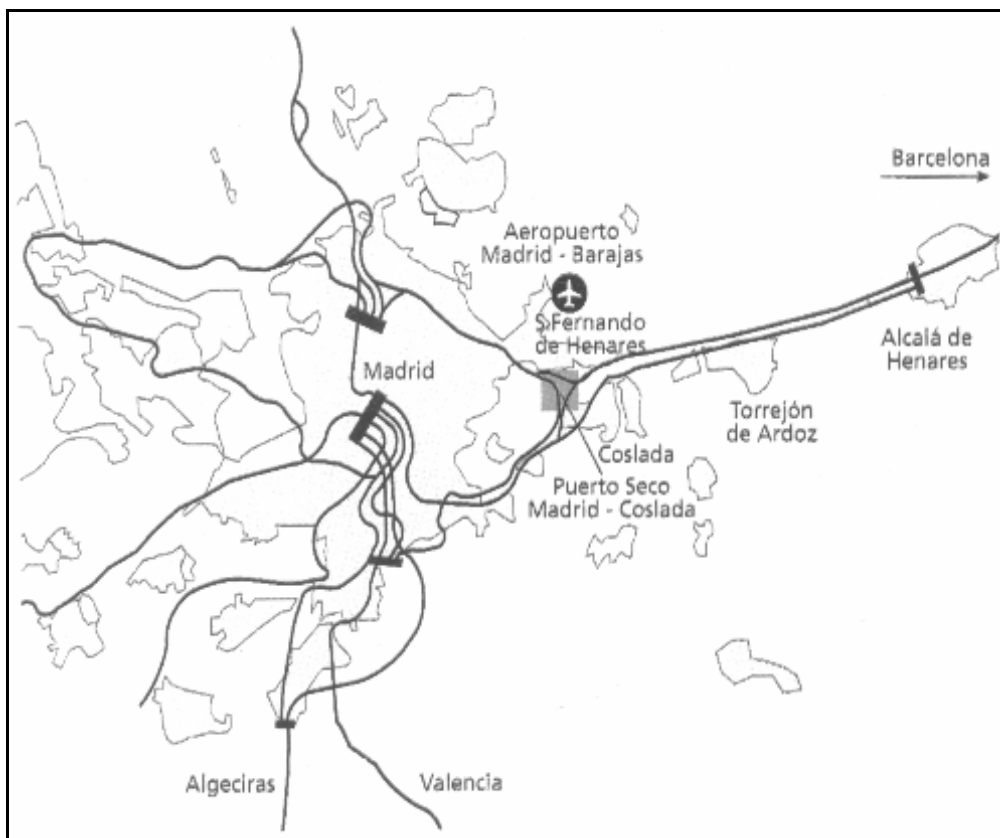 Barcelona
Aeropuerto
Madrid - Barajas
S.Fernando
de Henares
Alcalá de
Henares
Madrid
Torrejón
de Ardoz
Coslada
Puerto Seco
Madrid - Coslada
Algeciras
Valencia